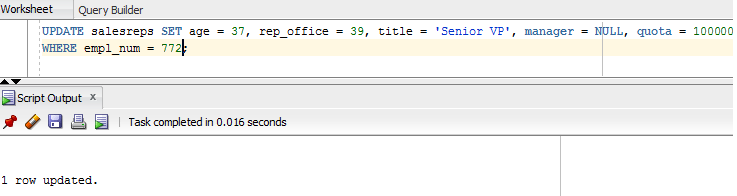 Worksheet Query Builder
UPDATE salesreps SET age = 37, rep_office = 39, title = 'Senior VP', manager = NULL, quota = 100000
WHERE empl_num = 772;
Script Output x
Task completed in 0.016 seconds
1 row updated.